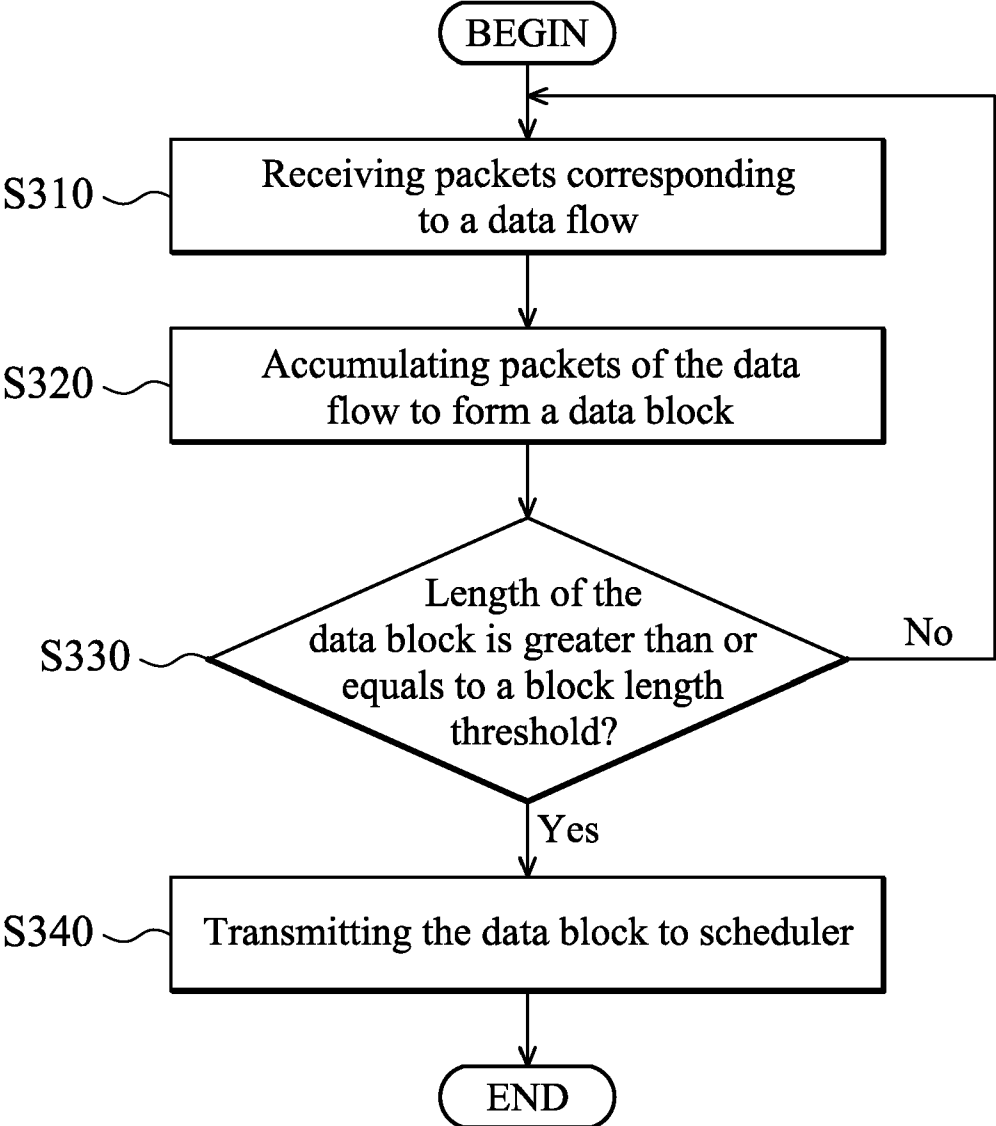 BEGIN
S310
Receiving packets corresponding
to a data flow
S320
Accumulating packets of the data
flow to form a data block
S330
Length of the
data block is greater than or
equals to a block length
threshold?
No
Yes
S340
Transmitting the data block to scheduler
END